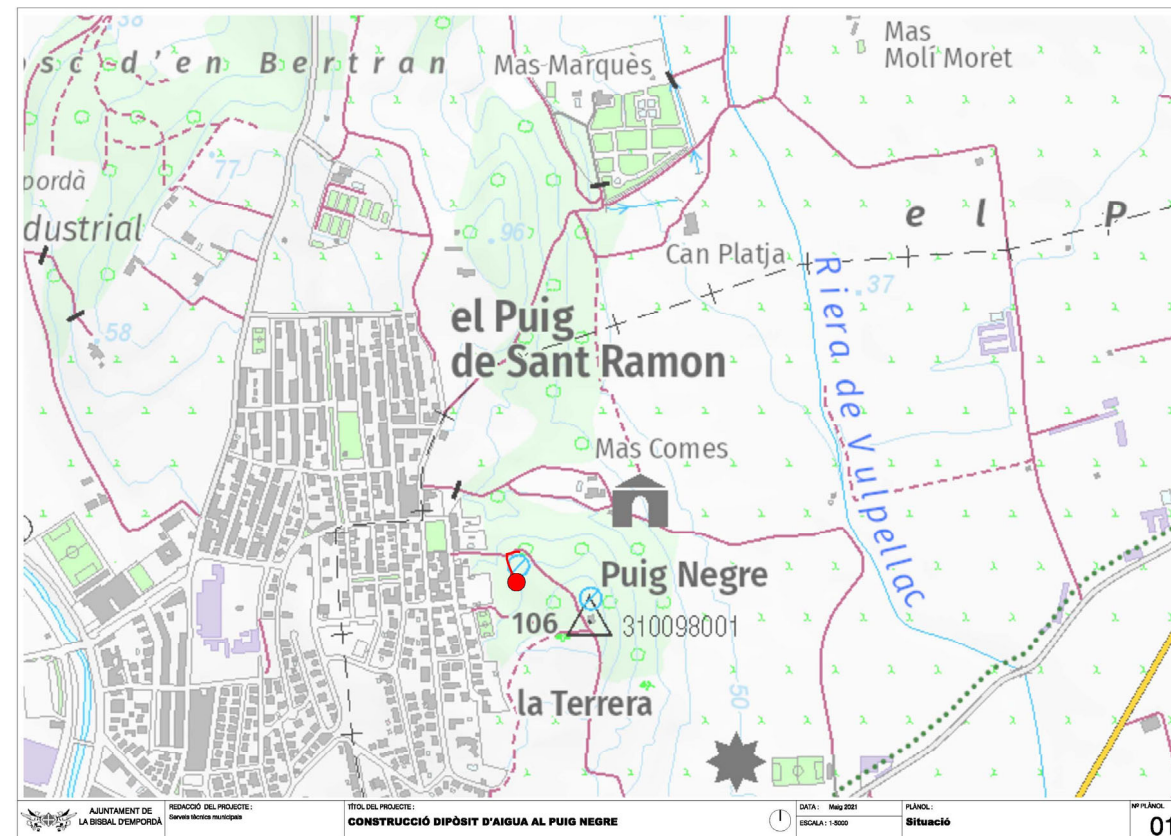 38
osc d'en Bertran
Mas Marquès
Mas
Molí Moret
77
pordà
dustrial
96
e l P
Can Platja
37
Riera de Vulpellac
58
el Puig
de Sant Ramon
Mas Comes
Puig Negre
106
310098001
la Terrera
50
AJUNTAMENT DE
LA BISBAL D'EMPORDÀ
REDACCIÓ DEL PROJECTE :
Serveis tècnics municipals
TÍTOL DEL PROJECTE :
CONSTRUCCIÓ DIPÒSIT D'AIGUA AL PUIG NEGRE
DATA : Maig 2021
ESCALA : 1-5000
PLÀNOL :
Situació
Nº PLÀNOL
01